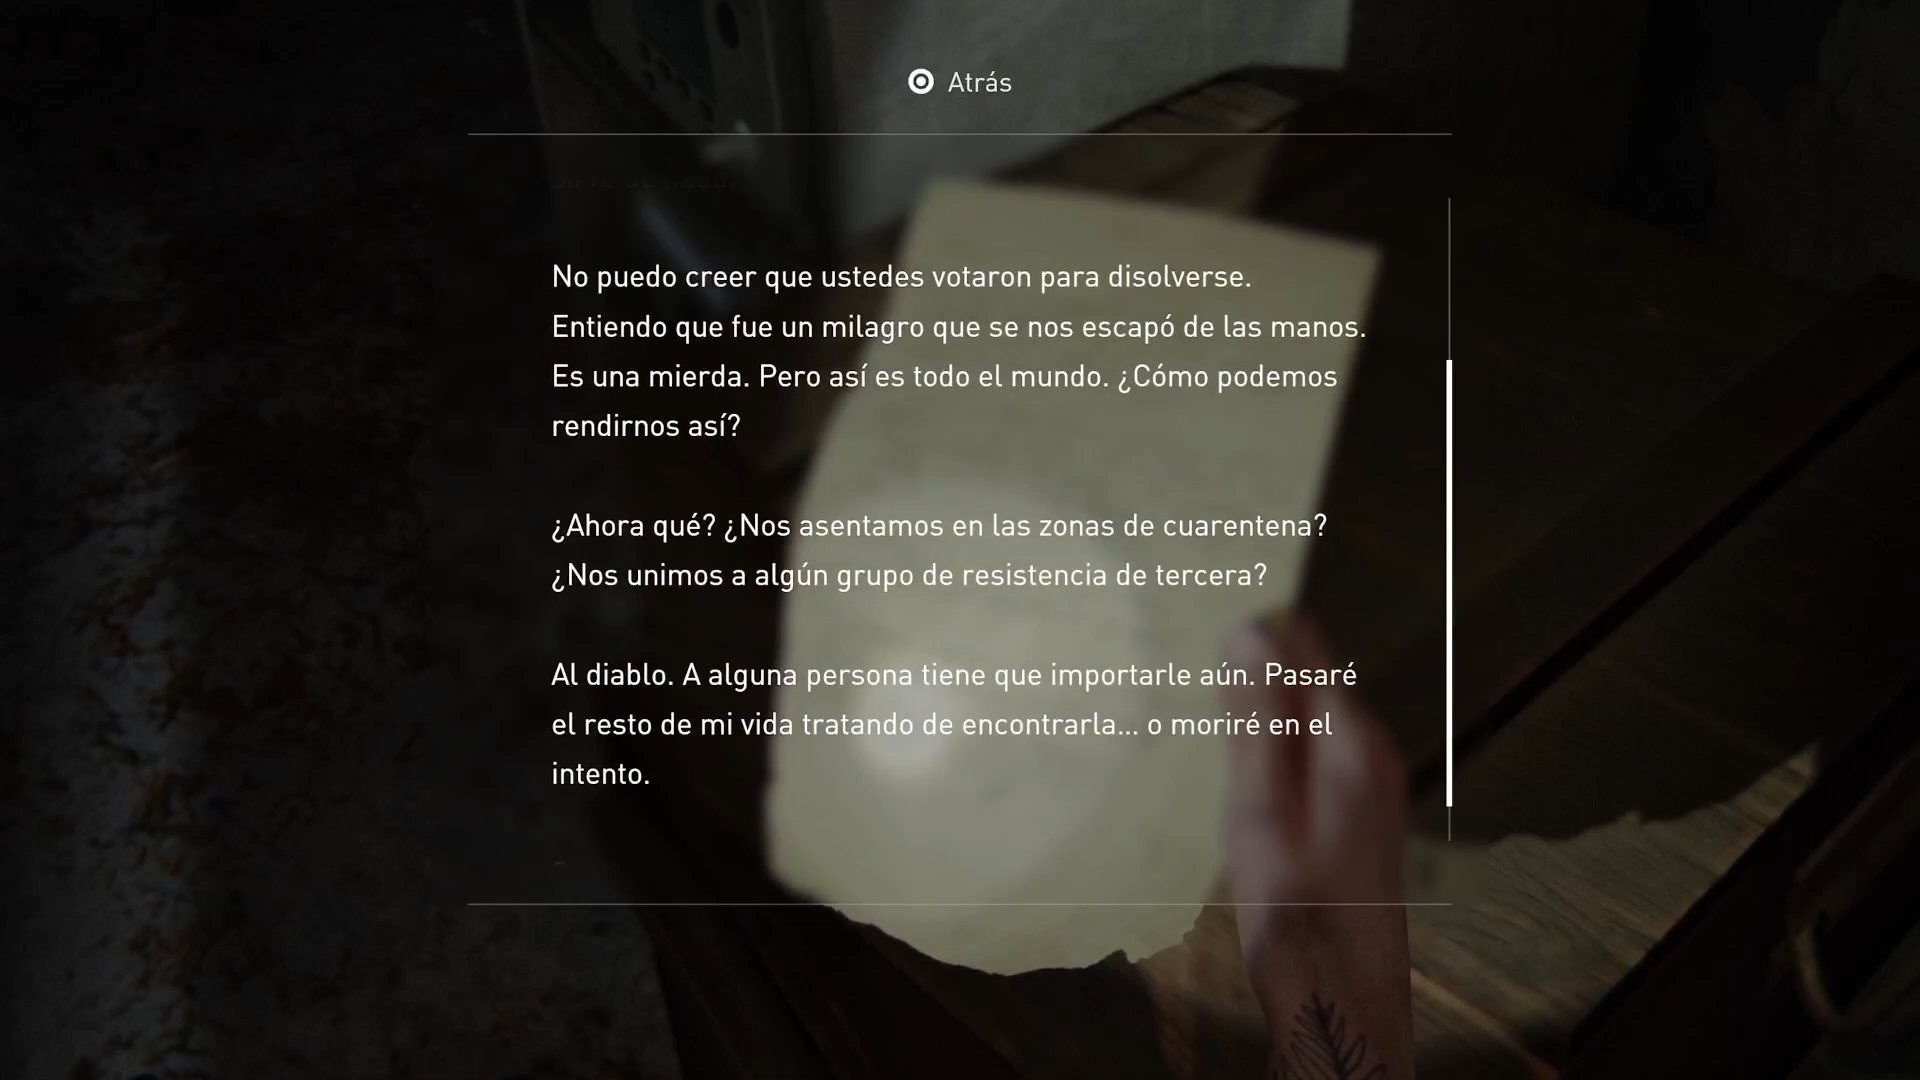 Atrás
No puedo creer que ustedes votaron para disolverse.
Entiendo que fue un milagro que se nos escapó de las manos.
Es una mierda. Pero así es todo el mundo. ¿Cómo podemos
rendirnos así?
¿Ahora qué? ¿Nos asentamos en las zonas de cuarentena?
¿Nos unimos a algún grupo de resistencia de tercera?
Al diablo. A alguna persona tiene que importarle aún. Pasaré
el resto de mi vida tratando de encontrarla... o moriré en el
intento.